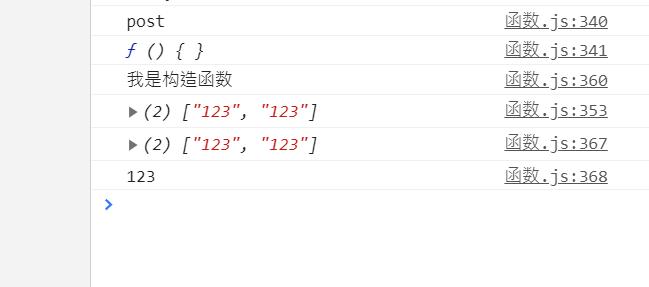 post 函数.js:340
ƒ () { } 函数.js:341
我是构造函数 函数.js:360
▶(2) ["123", "123"] 函数.js:353
▶(2) ["123", "123"] 函数.js:367
123 函数.js:368
>